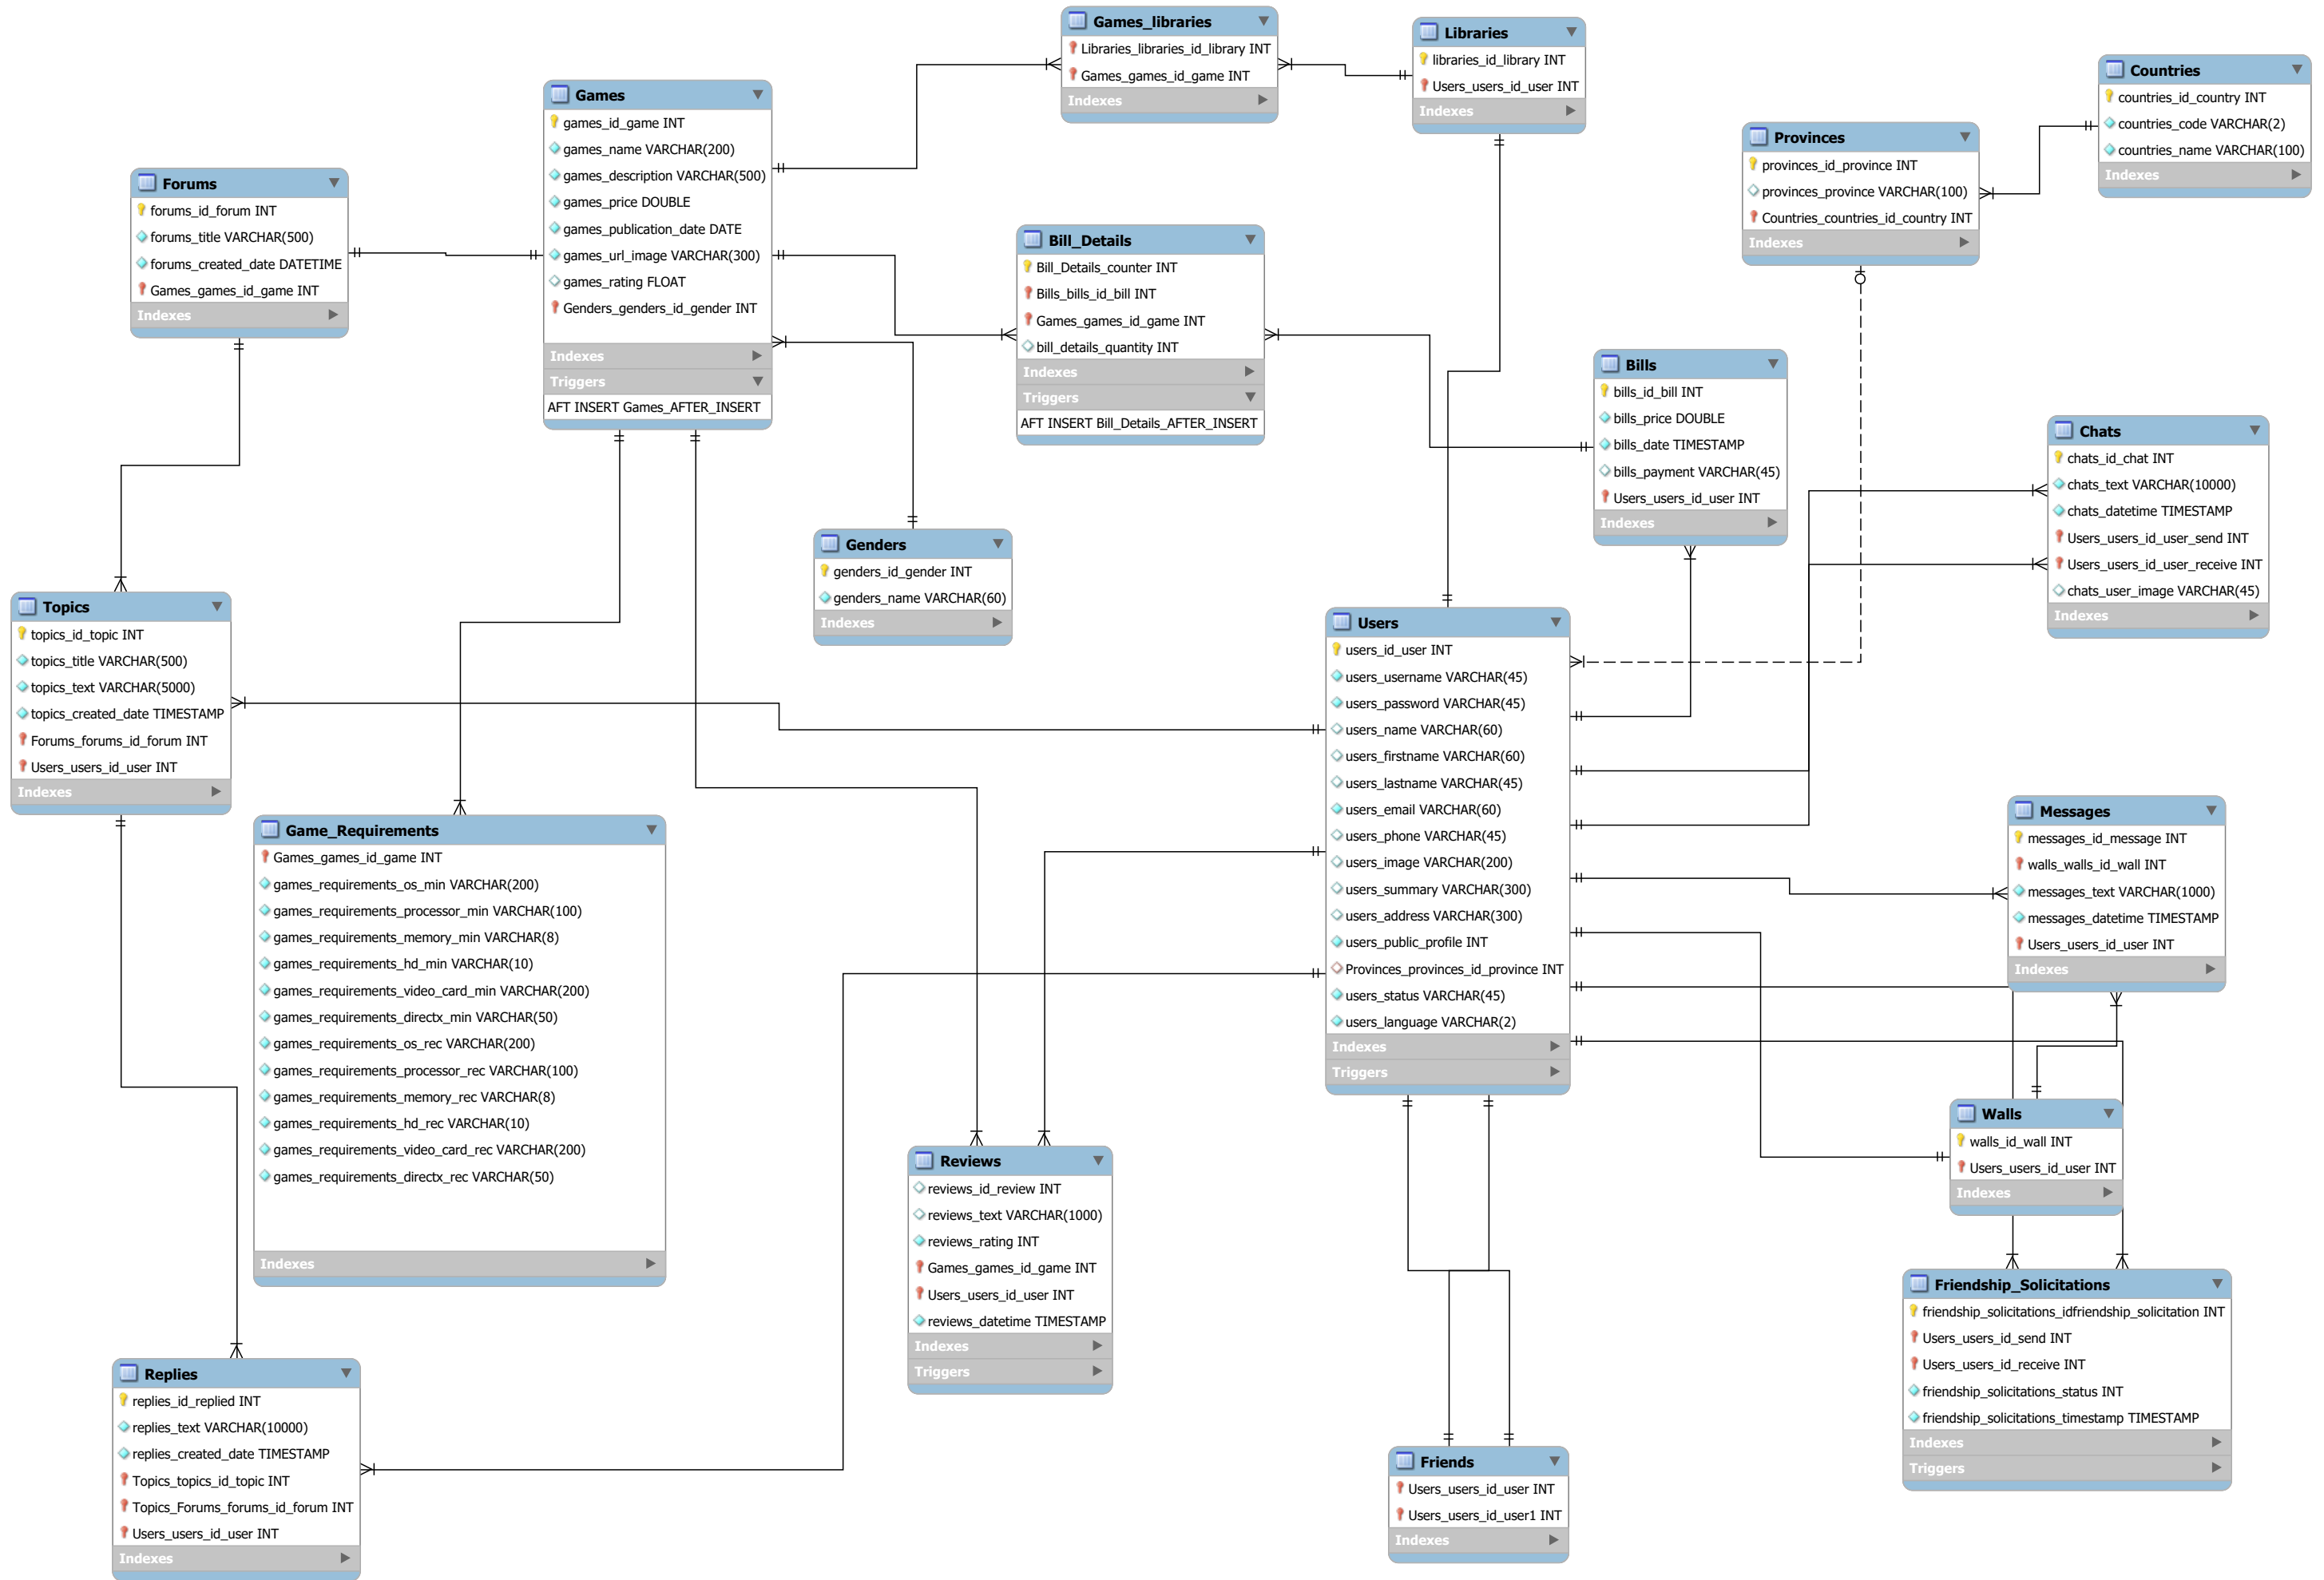 Games_libraries
Libraries_libraries_id_library INT
Games_games_id_game INT
Indexes
Libraries
libraries_id_library INT
Users_users_id_user INT
Indexes
Countries
countries_id_country INT
countries_code VARCHAR(2)
countries_name VARCHAR(100)
Indexes
Games
games_id_game INT
games_name VARCHAR(200)
games_description VARCHAR(500)
games_price DOUBLE
games_publication_date DATE
games_url_image VARCHAR(300)
games_rating FLOAT
Genders_genders_id_gender INT
Indexes
Triggers
AFT INSERT Games_AFTER_INSERT
Provinces
provinces_id_province INT
provinces_province VARCHAR(100)
Countries_countries_id_country INT
Indexes
Forums
forums_id_forum INT
forums_title VARCHAR(500)
forums_created_date DATETIME
Games_games_id_game INT
Indexes
Bill_Details
Bill_Details_counter INT
Bills_bills_id_bill INT
Games_games_id_game INT
bill_details_quantity INT
Indexes
Triggers
AFT INSERT Bill_Details_AFTER_INSERT
Bills
bills_id_bill INT
bills_price DOUBLE
bills_date TIMESTAMP
bills_payment VARCHAR(45)
Users_users_id_user INT
Indexes
Chats
chats_id_chat INT
chats_text VARCHAR(10000)
chats_datetime TIMESTAMP
Users_users_id_user_send INT
Users_users_id_user_receive INT
chats_user_image VARCHAR(45)
Indexes
Genders
genders_id_gender INT
genders_name VARCHAR(60)
Indexes
Topics
topics_id_topic INT
topics_title VARCHAR(500)
topics_text VARCHAR(5000)
topics_created_date TIMESTAMP
Forums_forums_id_forum INT
Users_users_id_user INT
Indexes
Users
users_id_user INT
users_username VARCHAR(45)
users_password VARCHAR(45)
users_name VARCHAR(60)
users_firstname VARCHAR(60)
users_lastname VARCHAR(45)
users_email VARCHAR(60)
users_phone VARCHAR(45)
users_image VARCHAR(200)
users_summary VARCHAR(300)
users_address VARCHAR(300)
users_public_profile INT
Provinces_provinces_id_province INT
users_status VARCHAR(45)
users_language VARCHAR(2)
Indexes
Triggers
Messages
messages_id_message INT
walls_walls_id_wall INT
messages_text VARCHAR(1000)
messages_datetime TIMESTAMP
Users_users_id_user INT
Indexes
Game_Requirements
Games_games_id_game INT
games_requirements_os_min VARCHAR(200)
games_requirements_processor_min VARCHAR(100)
games_requirements_memory_min VARCHAR(8)
games_requirements_hd_min VARCHAR(10)
games_requirements_video_card_min VARCHAR(200)
games_requirements_directx_min VARCHAR(50)
games_requirements_os_rec VARCHAR(200)
games_requirements_processor_rec VARCHAR(100)
games_requirements_memory_rec VARCHAR(8)
games_requirements_hd_rec VARCHAR(10)
games_requirements_video_card_rec VARCHAR(200)
games_requirements_directx_rec VARCHAR(50)
Indexes
Walls
walls_id_wall INT
Users_users_id_user INT
Indexes
Reviews
reviews_id_review INT
reviews_text VARCHAR(1000)
reviews_rating INT
Games_games_id_game INT
Users_users_id_user INT
reviews_datetime TIMESTAMP
Indexes
Triggers
Friendship_Solicitations
friendship_solicitations_idfriendship_solicitation INT
Users_users_id_send INT
Users_users_id_receive INT
friendship_solicitations_status INT
friendship_solicitations_timestamp TIMESTAMP
Indexes
Triggers
Replies
replies_id_replied INT
replies_text VARCHAR(10000)
replies_created_date TIMESTAMP
Topics_topics_id_topic INT
Topics_Forums_forums_id_forum INT
Users_users_id_user INT
Indexes
Friends
Users_users_id_user INT
Users_users_id_user1 INT
Indexes